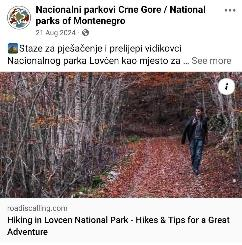 Nacionalni parkovi Crne Gore / National
parks of Montenegro
21 Aug 2024 ·
Staze za pješačenje i prelijepi vidikovci
Nacionalnog parka Lovćen kao mjesto za ... See more
i
roadiscalling.com
Hiking in Lovcen National Park - Hikes & Tips for a Great
Adventure